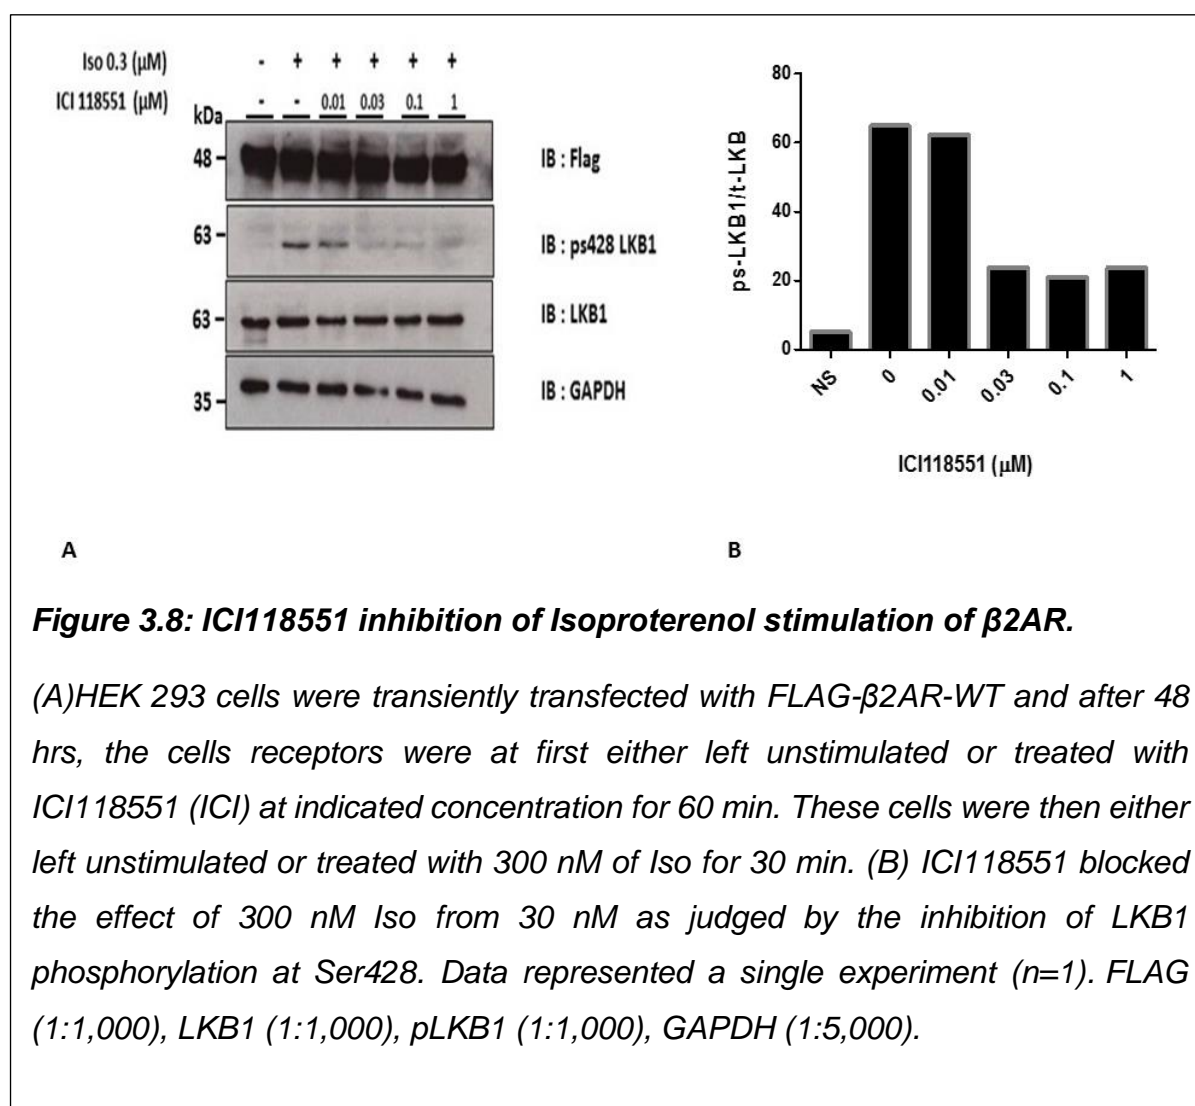 Iso 0.3 (µM) - + + + + +
ICI 118551 (µM) - - 0.01 0.03 0.1 1
kDa
48
IB : Flag
63
IB : ps428 LKB1
63
IB : LKB1
35
IB : GAPDH
A
ps-LKB1/t-LKB
80
60
40
20
0
NS 0 0.01 0.03 0.1 1
ICI118551 (µM)
B
Figure 3.8: ICI118551 inhibition of Isoproterenol stimulation of β2AR.
(A)HEK 293 cells were transiently transfected with FLAG-β2AR-WT and after 48
hrs, the cells receptors were at first either left unstimulated or treated with
ICI118551 (ICI) at indicated concentration for 60 min. These cells were then either
left unstimulated or treated with 300 nM of Iso for 30 min. (B) ICI118551 blocked
the effect of 300 nM Iso from 30 nM as judged by the inhibition of LKB1
phosphorylation at Ser428. Data represented a single experiment (n=1). FLAG
(1:1,000), LKB1 (1:1,000), pLKB1 (1:1,000), GAPDH (1:5,000).